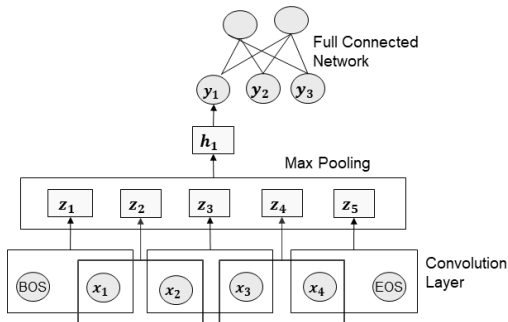 Full Connected
Network
y₁ y₂ y₃
h₁
Max Pooling
z₁ z₂ z₃ z₄ z₅
Convolution
Layer
BOS x₁ x₂ x₃ x₄ EOS